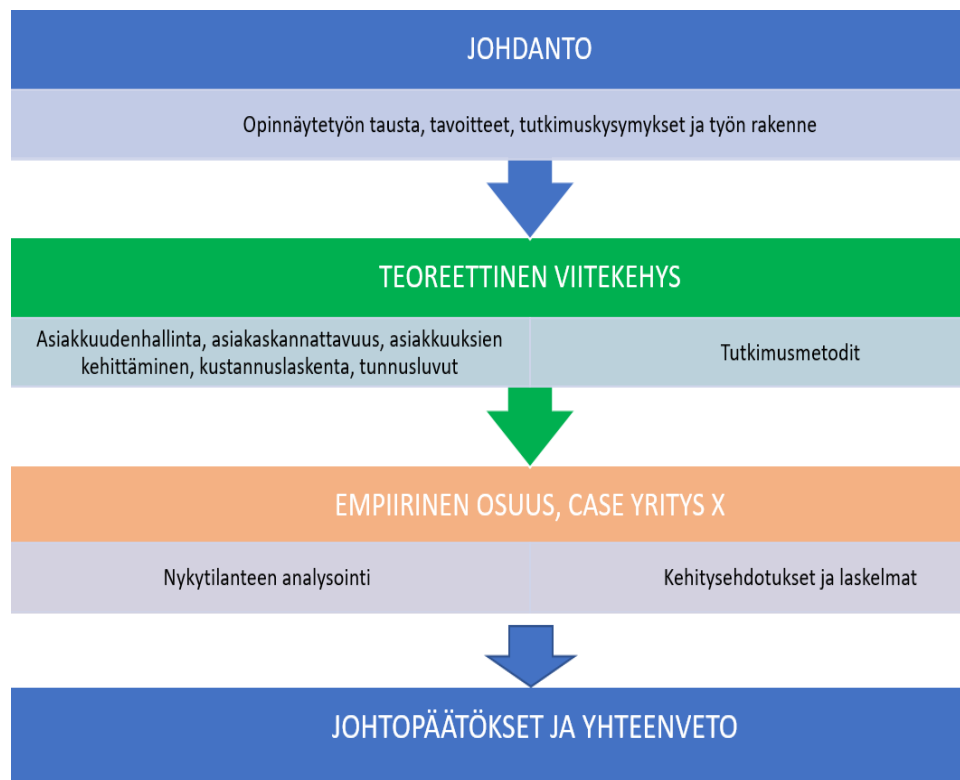 JOHDANTO
Opinnäytetyön tausta, tavoitteet, tutkimuskysymykset ja työn rakenne
TEOREETTINEN VIITEKEHYS
Asiakkuudenhallinta, asiakaskannattavuus, asiakkuuksien
kehittäminen, kustannuslaskenta, tunnusluvut
Tutkimusmetodit
EMPIIRINEN OSUUS, CASE YRITYS X
Nykytilanteen analysointi
Kehitysehdotukset ja laskelmat
JOHTOPÄÄTÖKSET JA YHTEENVETO